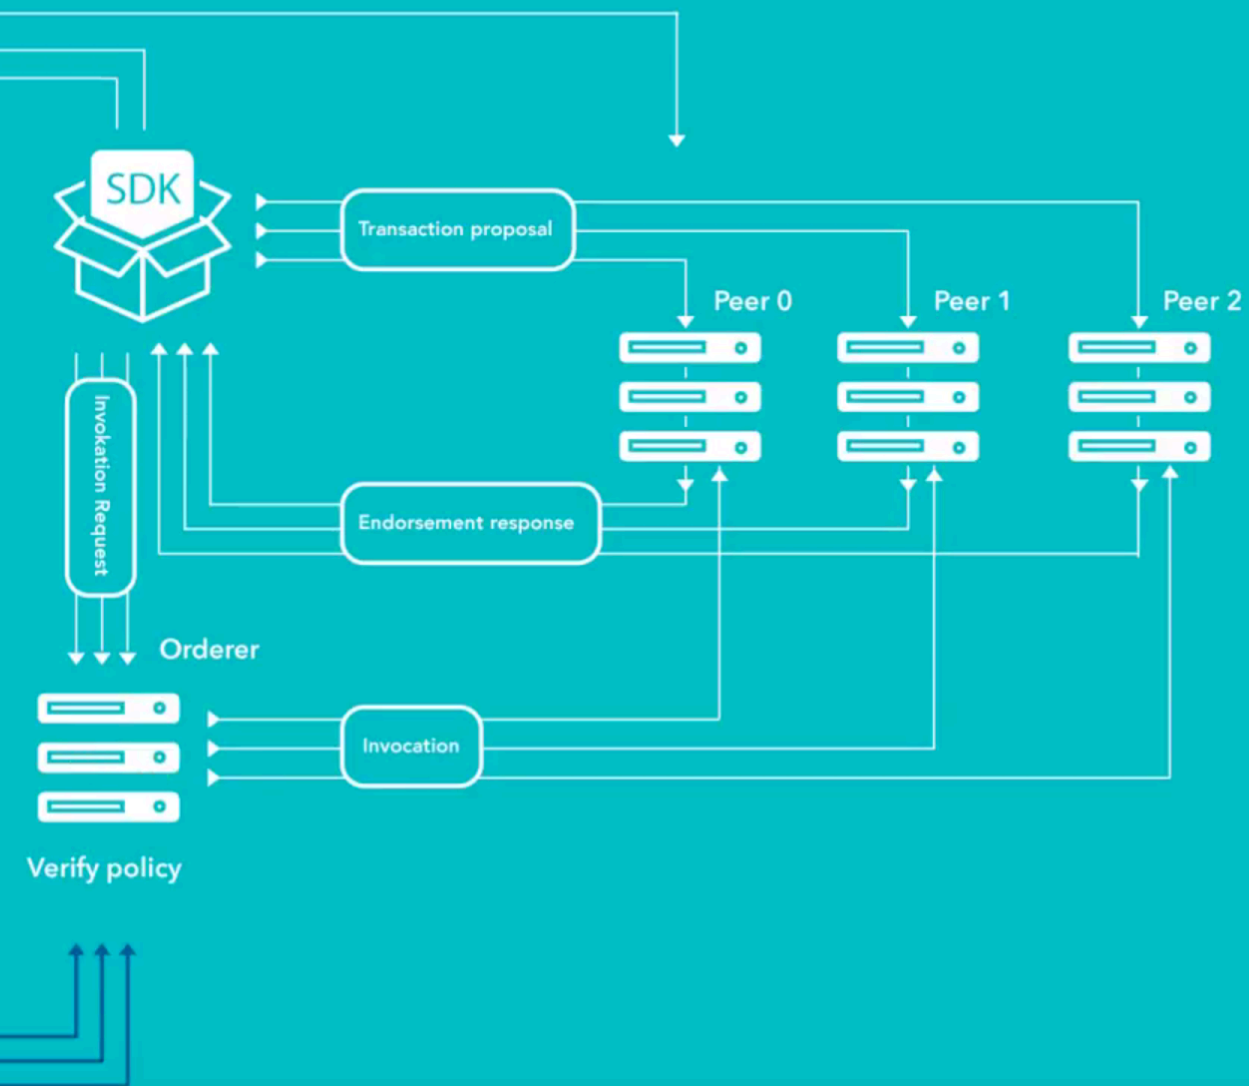 SDK
Transaction proposal
Peer 0
Peer 1
Peer 2
Invokation Request
Endorsement response
Orderer
Invocation
Verify policy